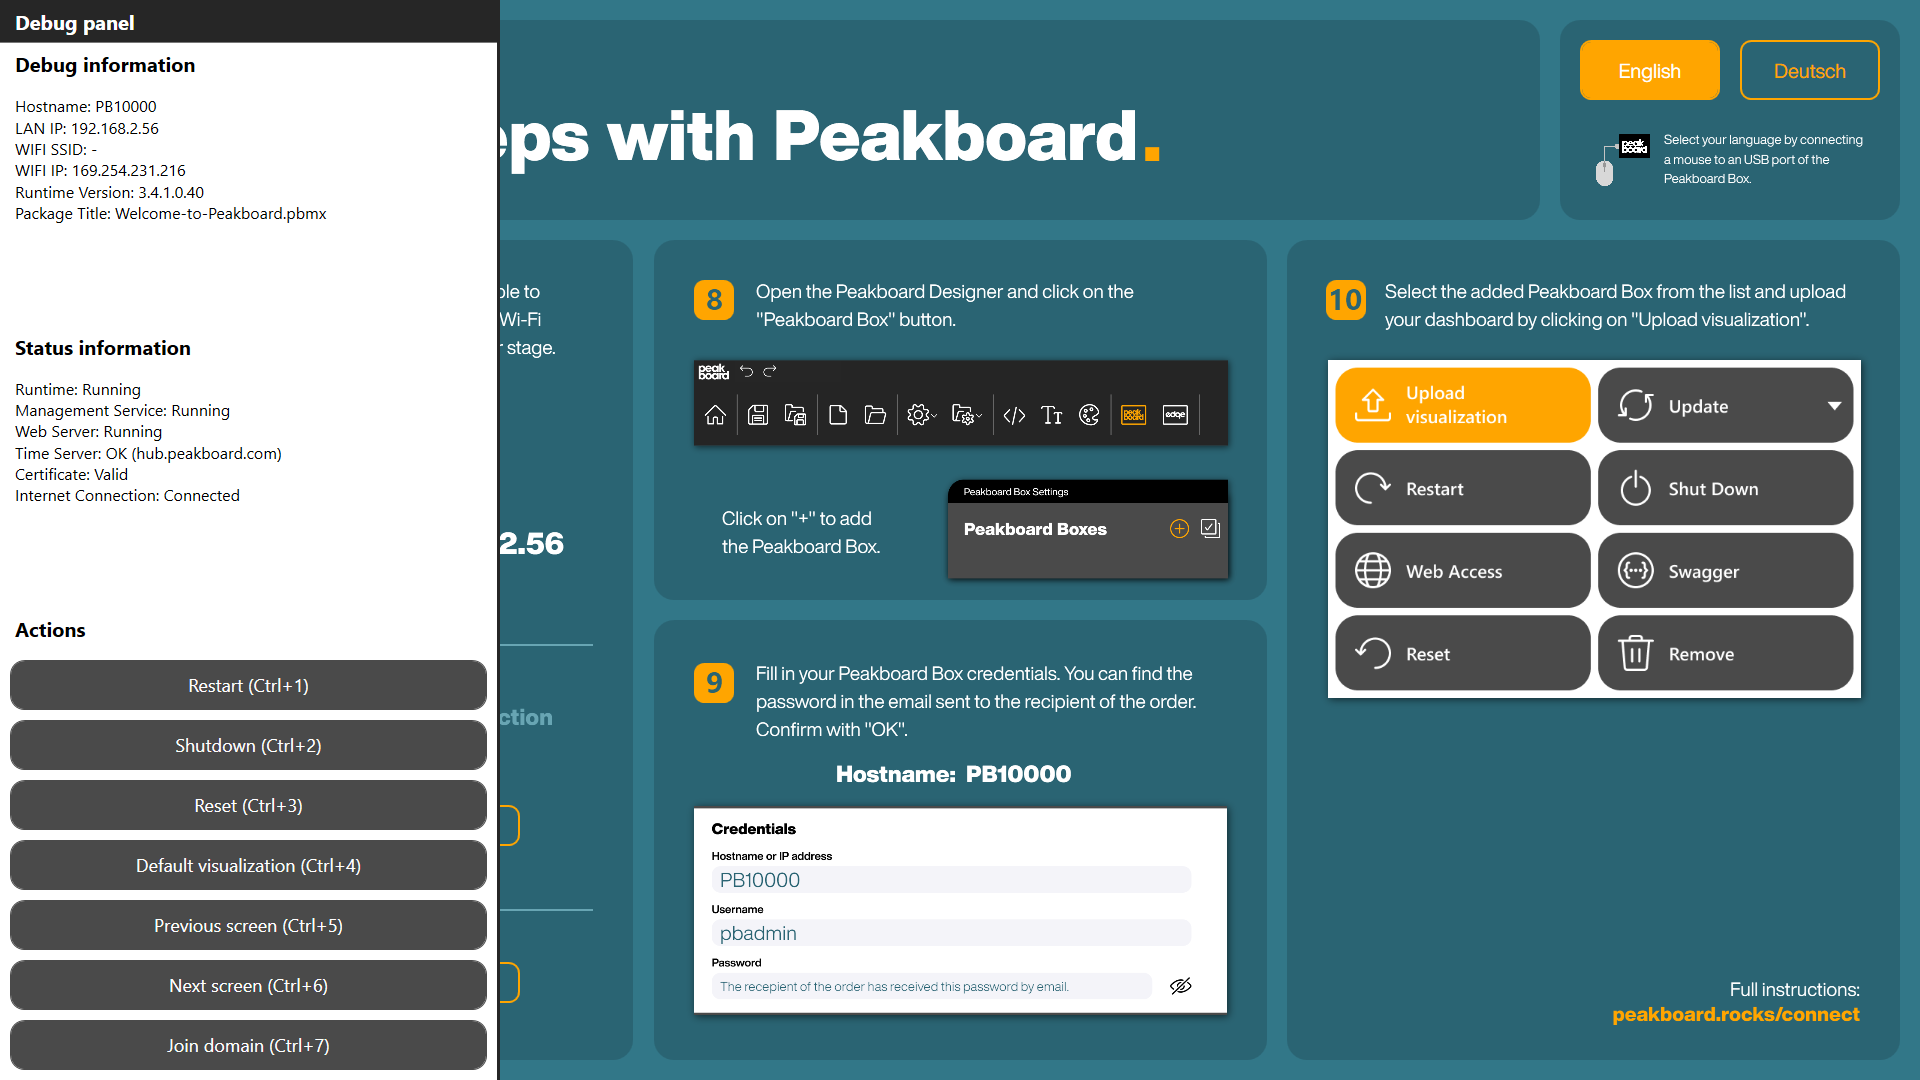 Debug panel
Debug information
Hostname: PB10000
LAN IP: 192.168.2.56
WIFI SSID: -
WIFI IP: 169.254.231.216
Runtime Version: 3.4.1.0.40
Package Title: Welcome-to-Peakboard.pbmx
Status information
Runtime: Running
Management Service: Running
Web Server: Running
Time Server: OK (hub.peakboard.com)
Certificate: Valid
Internet Connection: Connected
Actions
Restart (Ctrl+1)
Shutdown (Ctrl+2)
Reset (Ctrl+3)
Default visualization (Ctrl+4)
Previous screen (Ctrl+5)
Next screen (Ctrl+6)
Join domain (Ctrl+7)
eps with Peakboard.
English
Deutsch
peak
board
Select your language by connecting
a mouse to an USB port of the
Peakboard Box.
ble to
Wi-Fi
r stage.
2.56
ction
8
Open the Peakboard Designer and click on the
"Peakboard Box" button.
peak
board
Tt
peak
board
edge
Click on "+" to add
the Peakboard Box.
Peakboard Box Settings
Peakboard Boxes
9
Fill in your Peakboard Box credentials. You can find the
password in the email sent to the recipient of the order.
Confirm with "OK".
Hostname: PB10000
Credentials
Hostname or IP address
PB10000
Username
pbadmin
Password
The recepient of the order has received this password by email.
10
Select the added Peakboard Box from the list and upload
your dashboard by clicking on "Upload visualization".
Upload
visualization
Update
Restart
Shut Down
Web Access
Swagger
Reset
Remove
Full instructions:
peakboard.rocks/connect